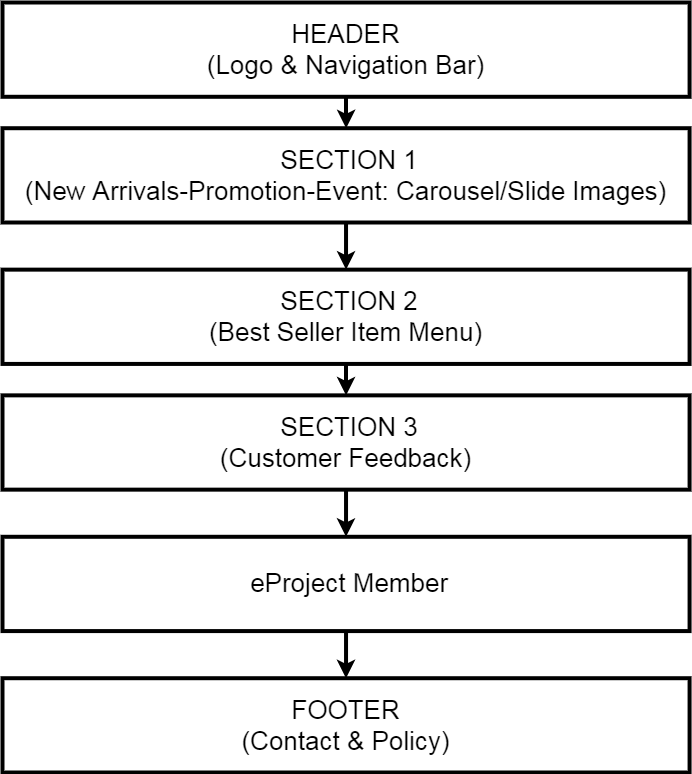 HEADER
(Logo & Navigation Bar)
SECTION 1
(New Arrivals-Promotion-Event: Carousel/Slide Images)
SECTION 2
(Best Seller Item Menu)
SECTION 3
(Customer Feedback)
eProject Member
FOOTER
(Contact & Policy)